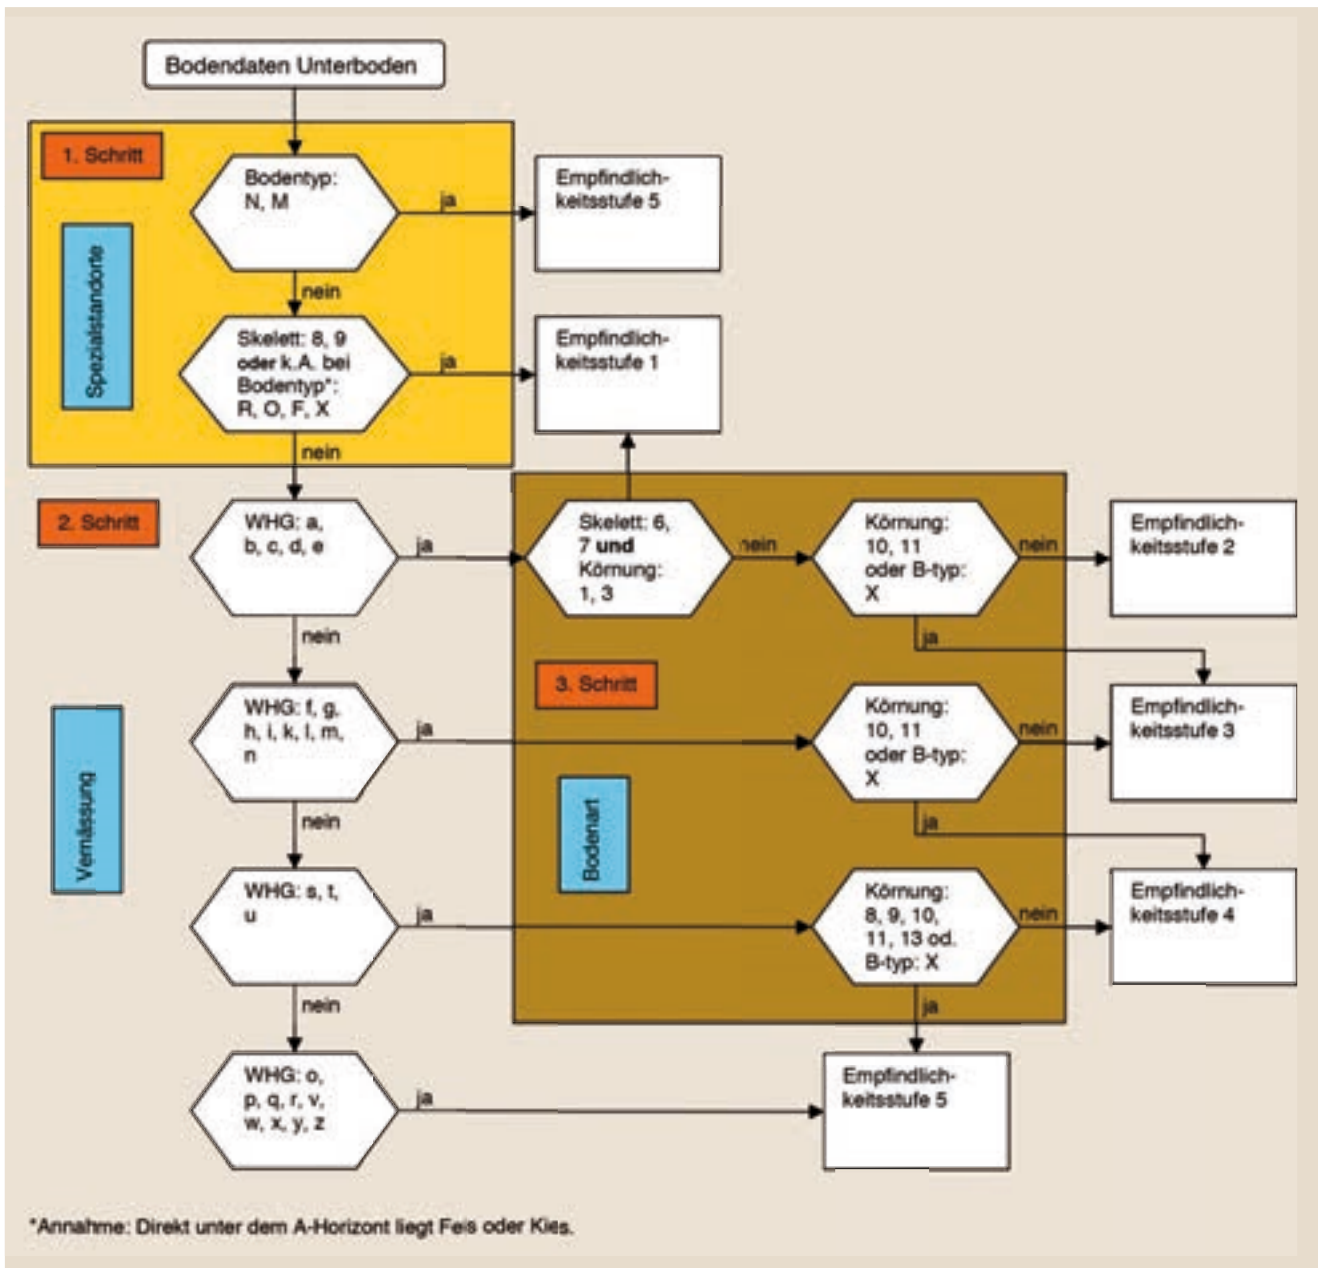 Bodendaten Unterboden
1. Schritt
Bodentyp:
N, M
ja
Empfindlich-
keitsstufe 5
Spezialstandorte
nein
Skelett: 8, 9
oder k.A. bei
Bodentyp*:
R, O, F, X
ja
Empfindlich-
keitsstufe 1
nein
2. Schritt
WHG: a,
b, c, d, e
ja
Skelett: 6,
7 und
Körnung:
1, 3
nein
Körnung:
10, 11
oder B-typ:
X
nein
Empfindlich-
keitsstufe 2
nein
ja
3. Schritt
WHG: f, g,
h, i, k, l, m,
n
ja
Körnung:
10, 11
oder B-typ:
X
nein
Empfindlich-
keitsstufe 3
Vernässung
Bodenart
nein
ja
WHG: s, t,
u
ja
Körnung:
8, 9, 10,
11, 13 od.
B-typ: X
nein
Empfindlich-
keitsstufe 4
nein
ja
WHG: o,
p, q, r, v,
w, x, y, z
ja
Empfindlich-
keitsstufe 5
*Annahme: Direkt unter dem A-Horizont liegt Fels oder Kies.